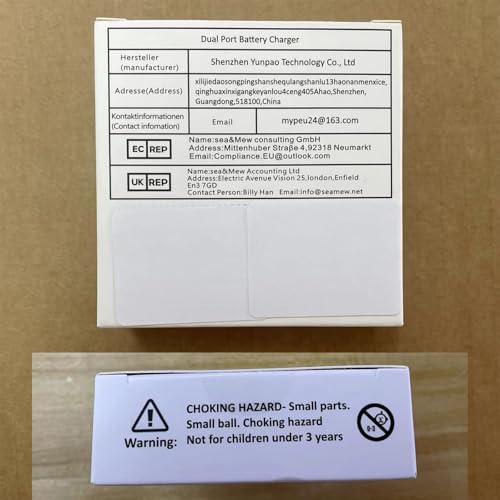 Dual Port Battery Charger
Hersteller
(manufacturer)
Shenzhen Yunpao Technology Co., Ltd
Adresse(Address)
xilijiedaosongpingshanshequlangshanlu13haonanmenxice,
qinghuaxinxigangkeyanlou4ceng405Ahao,Shenzhen,
Guangdong,518100,China
Kontaktinformationen
(Contact infomation)
Email
mypeu24@163.com
EC REP
Name:sea&Mew consulting GmbH
Address:Mittenhuber Straße 4,92318 Neumarkt
Email:Compliance.EU@outlook.com
UK REP
Name:sea&Mew Accounting Ltd
Address:Electric Avenue Vision 25,london,Enfield
En3 7GD
Contact Person:Billy Han Email:info@seamew.net
Warning:
CHOKING HAZARD- Small parts.
Small ball. Choking hazard
Not for children under 3 years
0-3